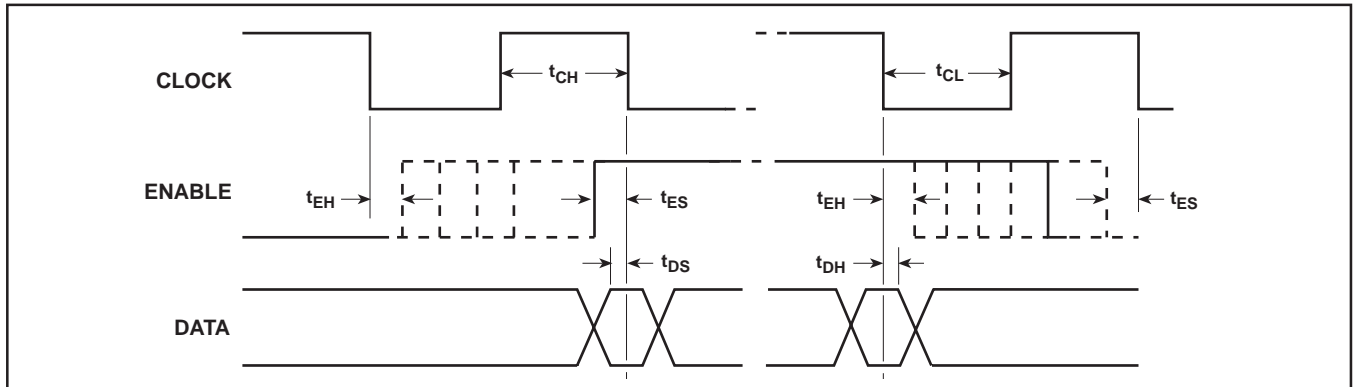 CLOCK
tCH
tCL
ENABLE
tEH
tES
tEH
tES
tDS
tDH
DATA